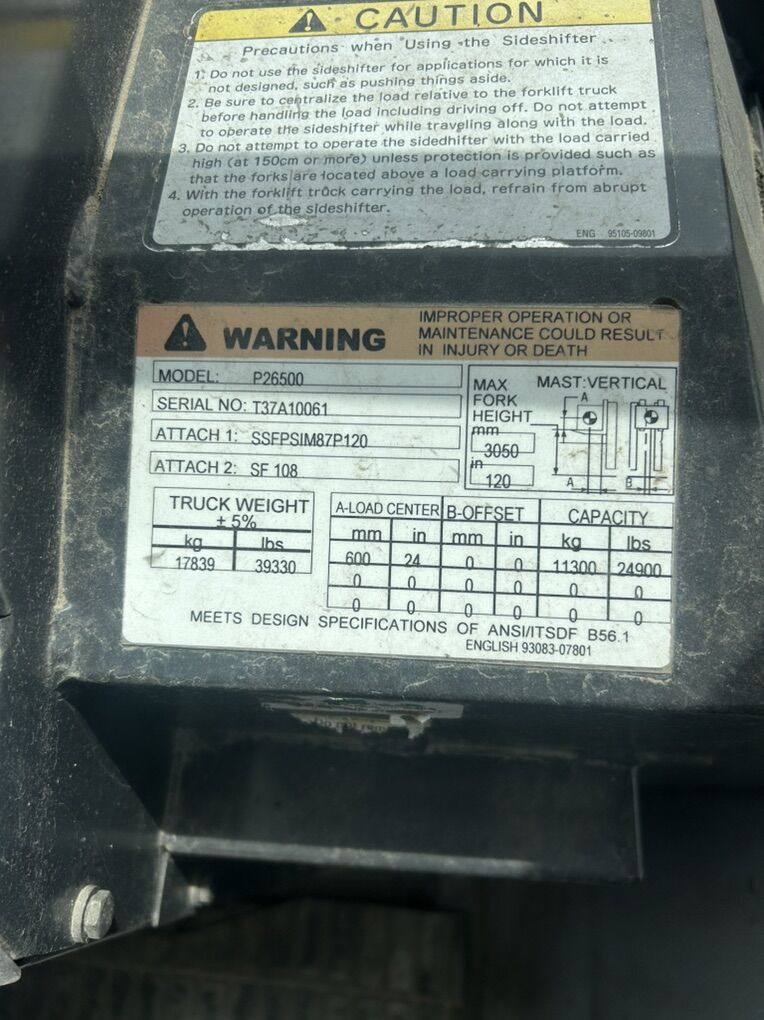 CAUTION
Precautions when Using the Sideshifter
1. Do not use the sideshifter for applications for which it is
not designed, such as pushing things aside.
2. Be sure to centralize the load relative to the forklift truck
before handling the load including driving off. Do not attempt
to operate the sideshifter while traveling along with the load.
3. Do not attempt to operate the sidedhifter with the load carried
high (at 150cm or more) unless protection is provided such as
that the forks are located above a load carrying platform.
4. With the forklift truck carrying the load, refrain from abrupt
operation of the sideshifter.
ENG 95105-09801
WARNING
IMPROPER OPERATION OR
MAINTENANCE COULD RESULT
IN INJURY OR DEATH
MODEL: P26500
SERIAL NO: T37A10061
ATTACH 1: SSFPSIM87P120
ATTACH 2: SF 108
MAX
FORK
HEIGHT
mm
3050
in
120
MAST:VERTICAL
A
A
B
TRUCK WEIGHT
± 5%
kg lbs
17839 39330
A-LOAD CENTER B-OFFSET CAPACITY
mm in mm in kg lbs
600 24 0 0 11300 24900
0 0 0 0 0 0
0 0 0 0 0 0
MEETS DESIGN SPECIFICATIONS OF ANSI/ITSDF B56.1
ENGLISH 93083-07801